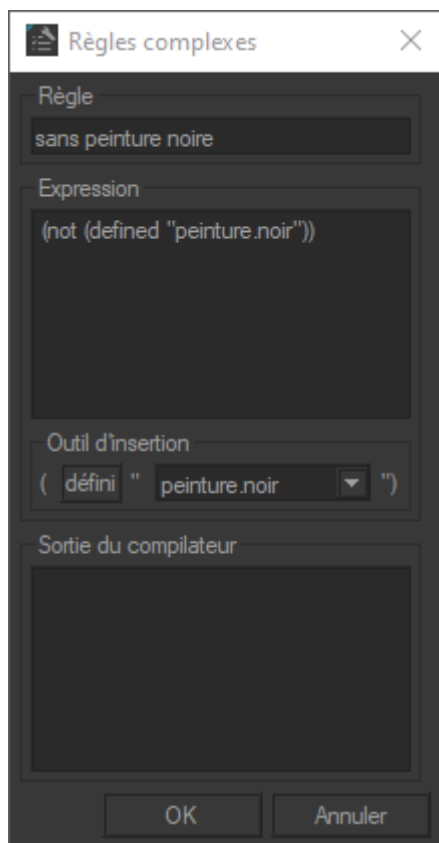 Règles complexes
Règle
sans peinture noire
Expression
(not (defined "peinture.noir"))
Outil d'insertion
( défini " peinture.noir ")
Sortie du compilateur
OK Annuler